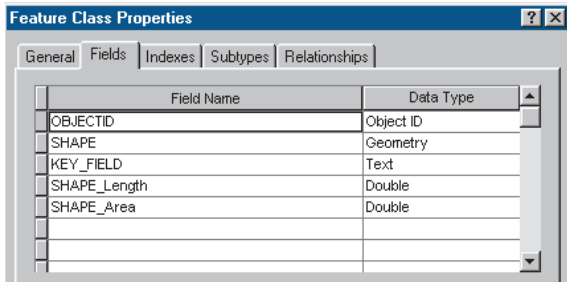 Feature Class Properties
General Fields Indexes Subtypes Relationships
Field Name Data Type
OBJECTID Object ID
SHAPE Geometry
KEY_FIELD Text
SHAPE_Length Double
SHAPE_Area Double